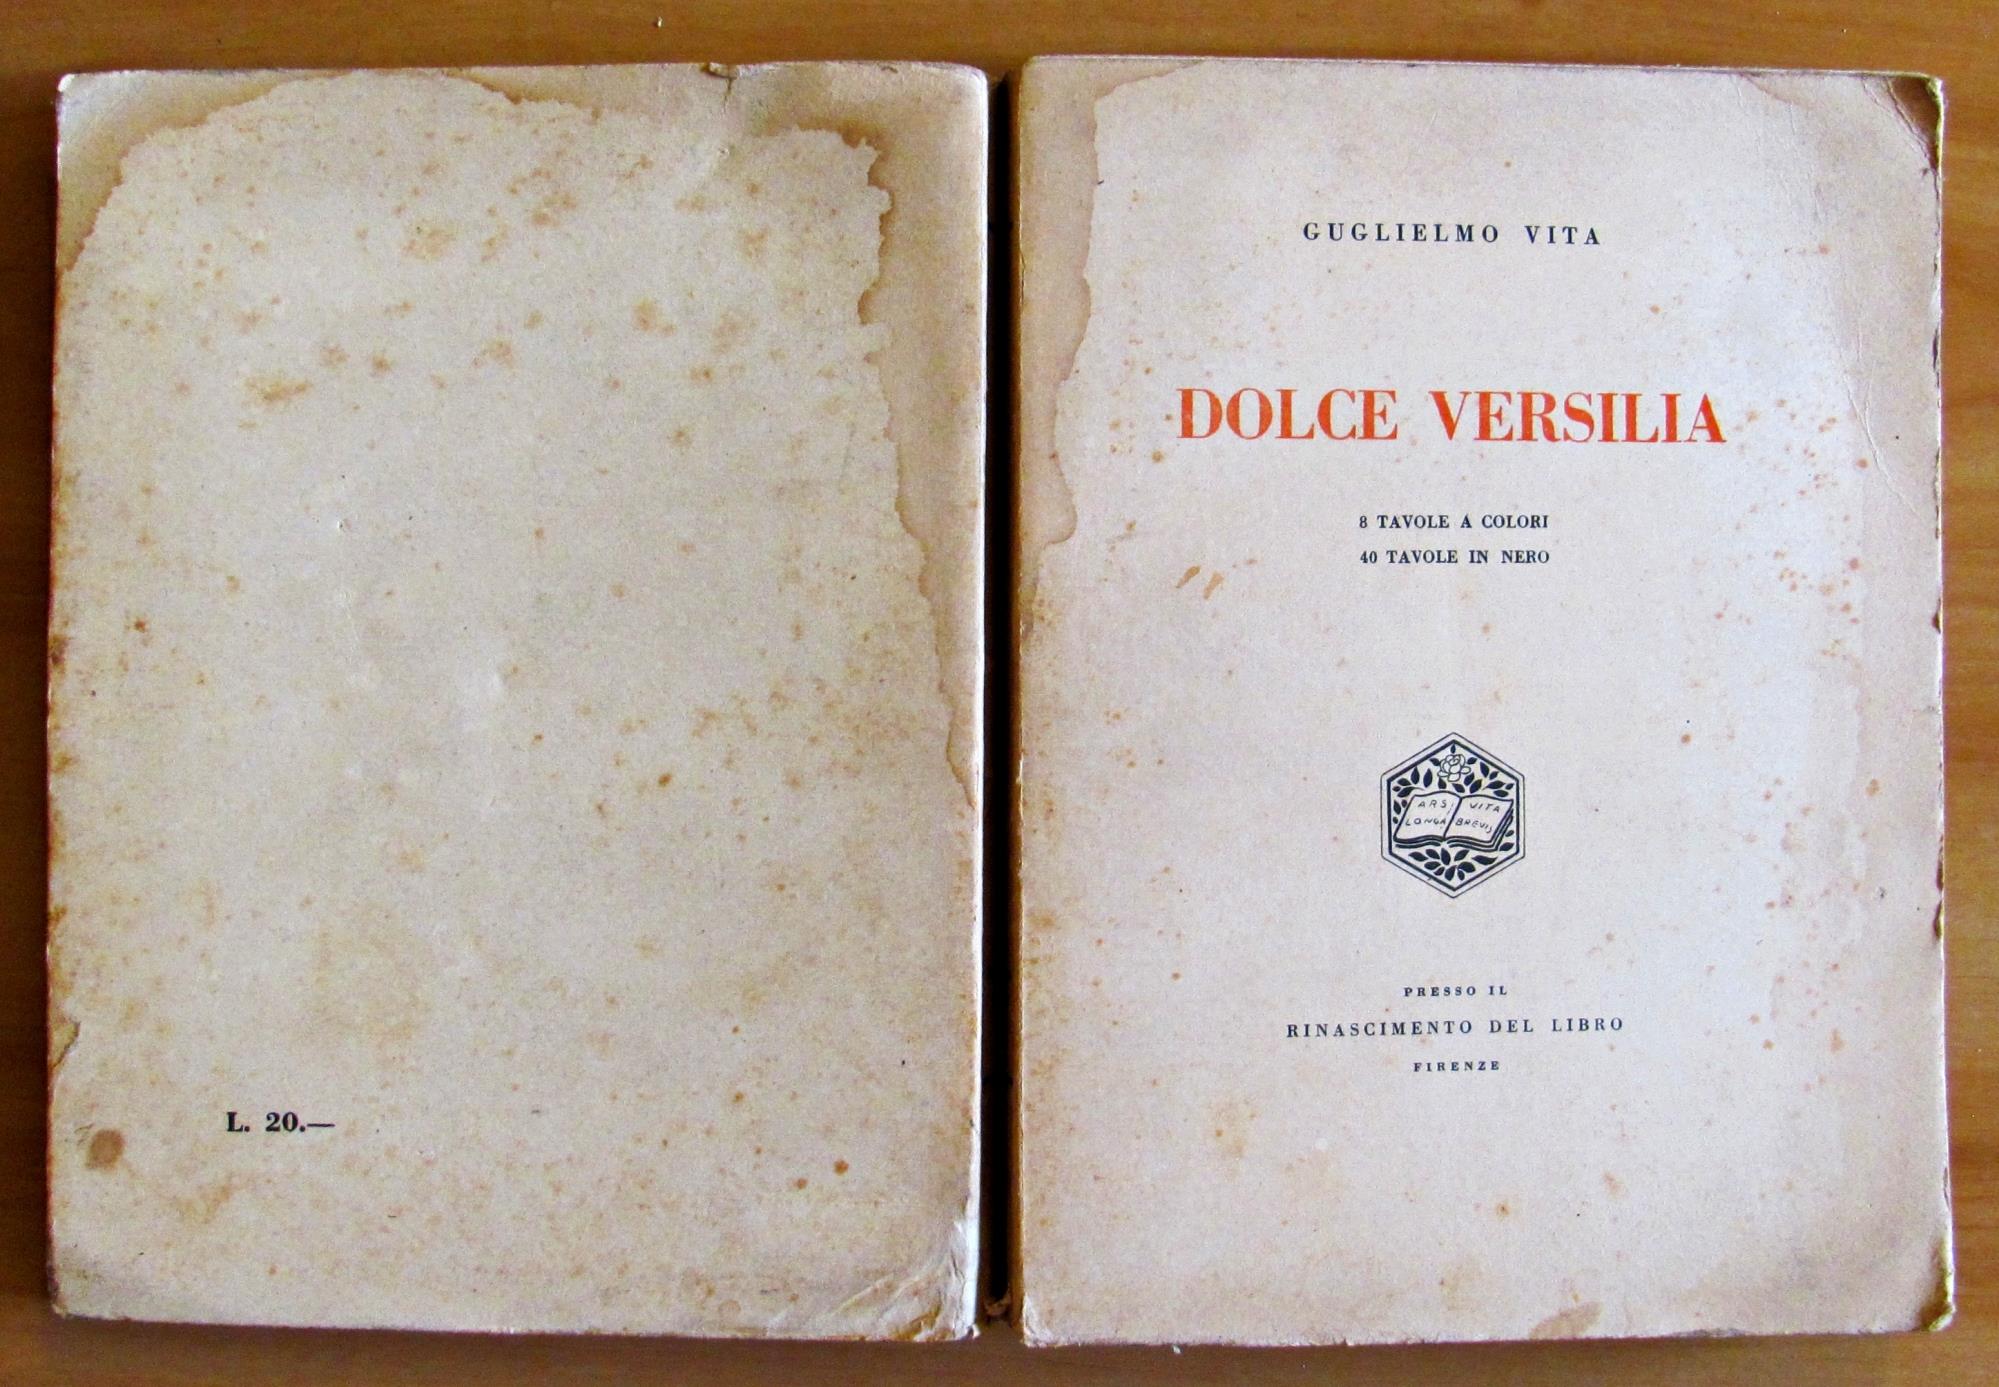 L. 20.—
GUGLIELMO VITA
DOLCE VERSILIA
8 TAVOLE A COLORI
40 TAVOLE IN NERO
ARS VITA
LONGA BREVIS
PRESSO IL
RINASCIMENTO DEL LIBRO
FIRENZE